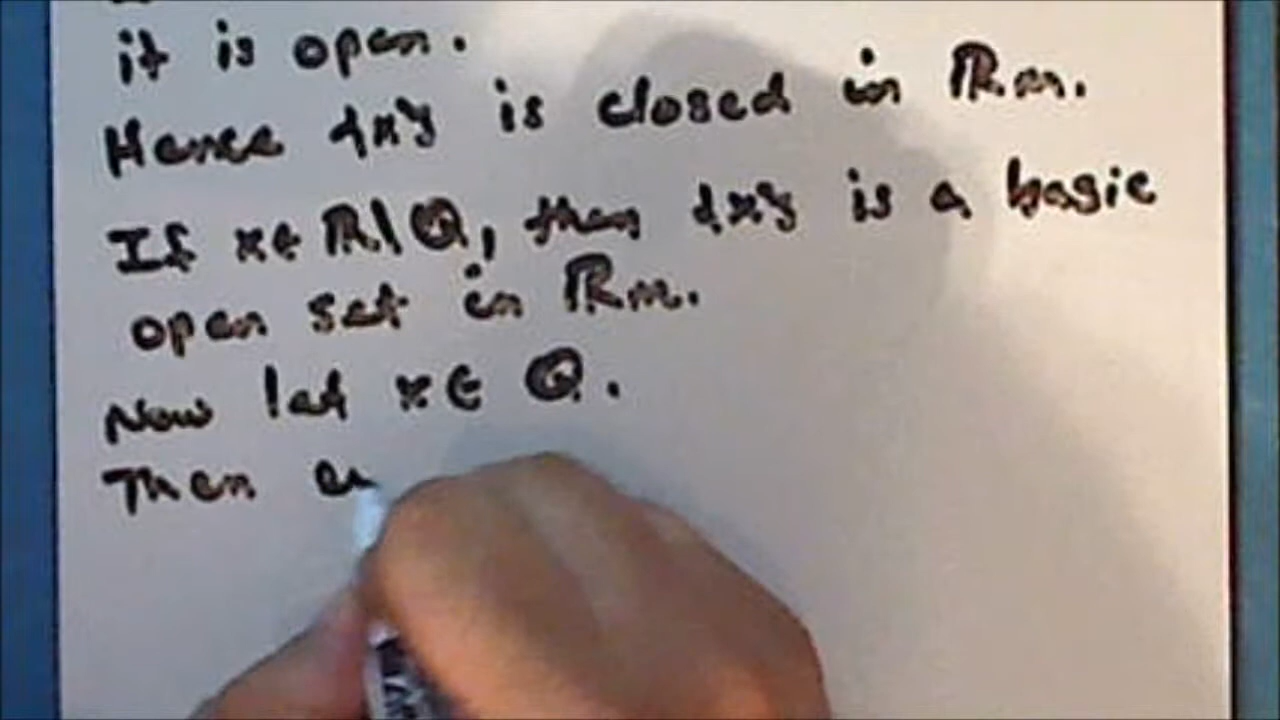 it is open.
Hence {x} is closed in ℝm.
If x∈ℝ\ℚ, then {x} is a basic
open set in ℝm.
Now let x∈ ℚ.
Then